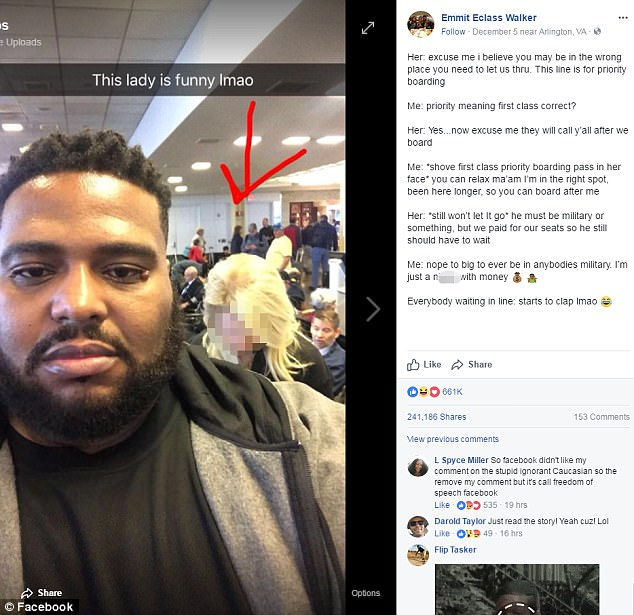 os
e Uploads
This lady is funny lmao
Share
Options
© Facebook
Emmit Eclass Walker
Follow · December 5 near Arlington, VA ·
Her: excuse me i believe you may be in the wrong
place you need to let us thru. This line is for priority
boarding
Me: priority meaning first class correct?
Her: Yes...now excuse me they will call y'all after we
board
Me: *shove first class priority boarding pass in her
face* you can relax ma'am I'm in the right spot,
been here longer, so you can board after me
Her: *still won't let It go* he must be military or
something, but we paid for our seats so he still
should have to wait
Me: nope to big to ever be in anybodies military. I'm
just a n with money 💰
Everybody waiting in line: starts to clap lmao 😂
Like Share
661K
241,186 Shares 153 Comments
View previous comments
L Spyce Miller So facebook didn't like my
comment on the stupid ignorant Caucasian so the
remove my comment but it's call freedom of
speech facebook
Like · 535 · 19 hrs
Darold Taylor Just read the story! Yeah cuz! Lol
Like · 49 · 16 hrs
Flip Tasker